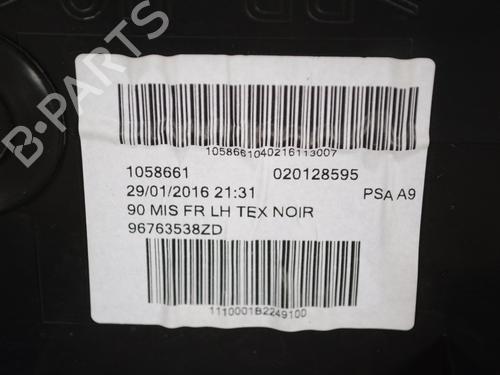 B-PARTS
1058661040216113007
1058661 020128595
29/01/2016 21:31 PSA A9
90 MIS FR LH TEX NOIR
96763538ZD
1110001B2249100